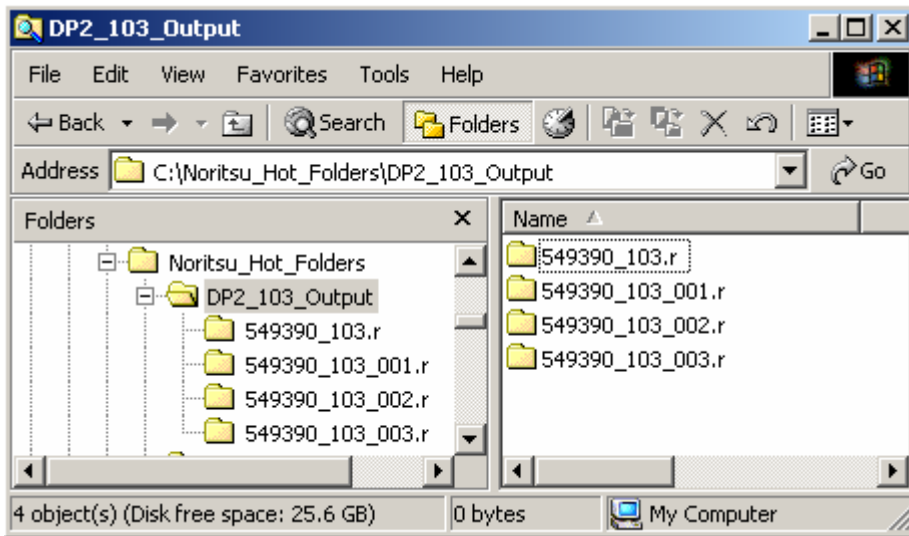 DP2_103_Output
File Edit View Favorites Tools Help
Back Search Folders
Address C:\Noritsu_Hot_Folders\DP2_103_Output Go
Folders
Noritsu_Hot_Folders
DP2_103_Output
549390_103.r
549390_103_001.r
549390_103_002.r
549390_103_003.r
Name
549390_103.r
549390_103_001.r
549390_103_002.r
549390_103_003.r
4 object(s) (Disk free space: 25.6 GB) 0 bytes My Computer